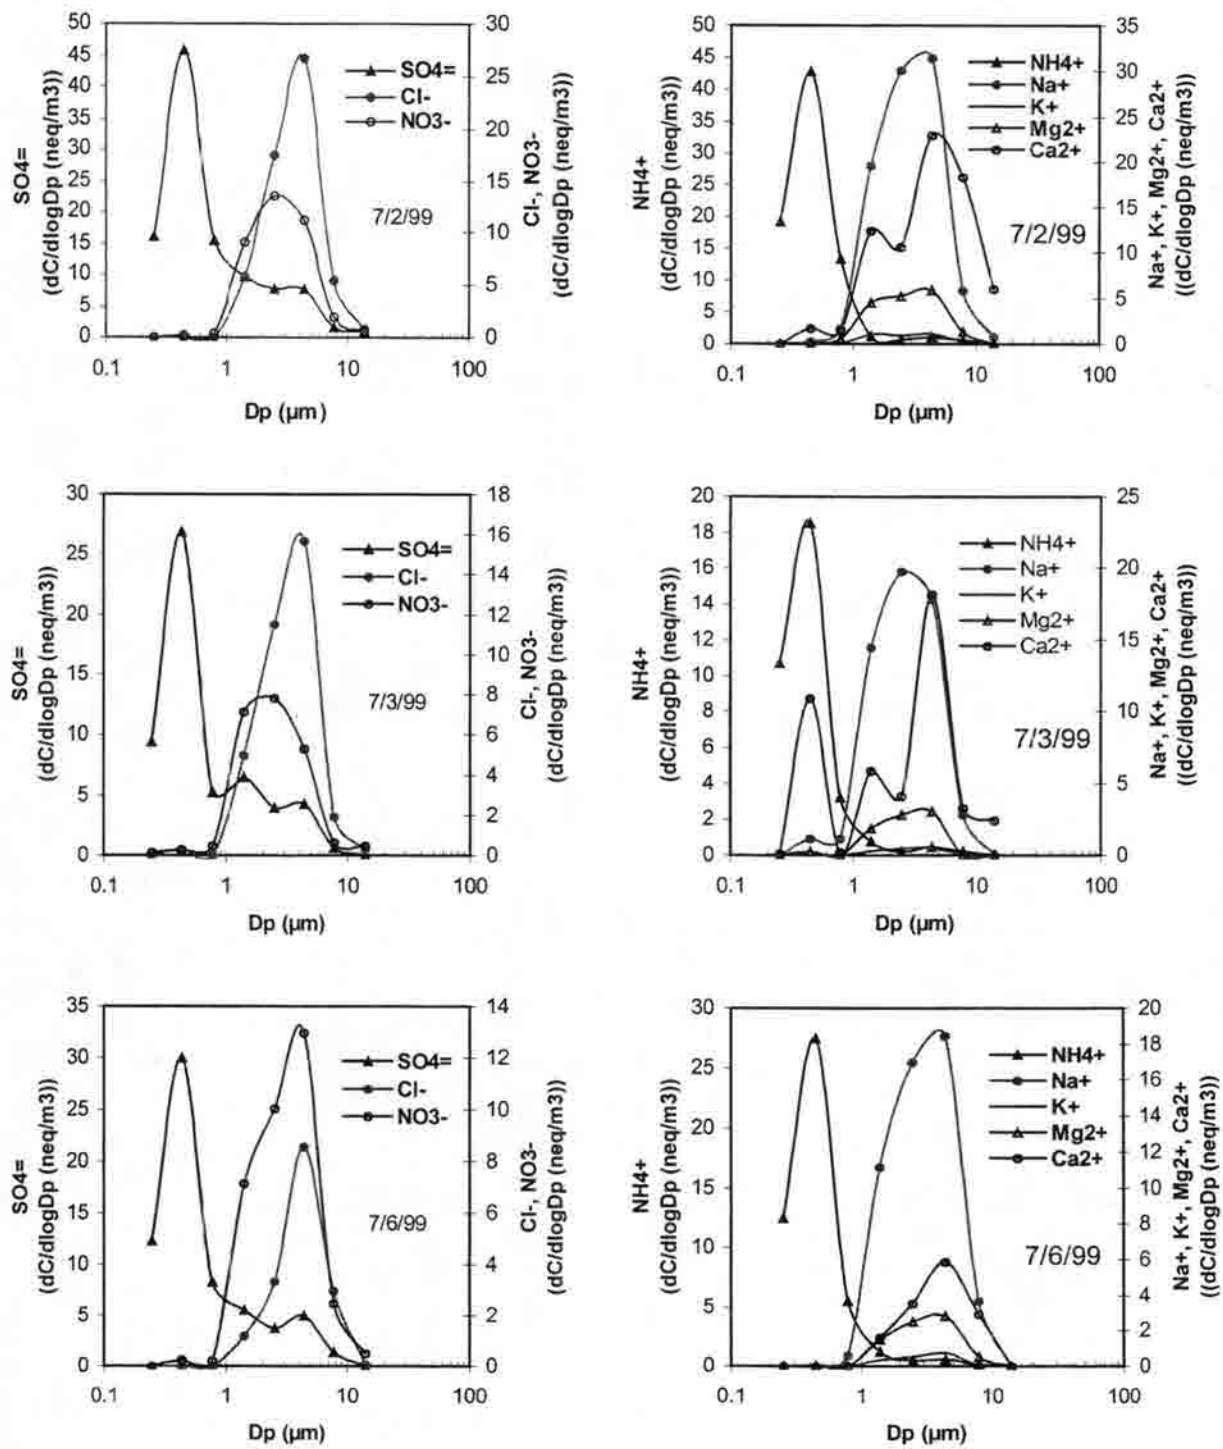 50
45
40
35
30
25
20
15
10
5
0
SO4=
(dC/dlogDp (neq/m3))
30
25
20
15
10
5
0
Cl-, NO3-
(dC/dlogDp (neq/m3))
SO4=
Cl-
NO3-
7/2/99
0.1
1
10
100
Dp (µm)
50
45
40
35
30
25
20
15
10
5
0
NH4+
(dC/dlogDp (neq/m3))
35
30
25
20
15
10
5
0
Na+, K+, Mg2+, Ca2+
((dC/dlogDp (neq/m3))
NH4+
Na+
K+
Mg2+
Ca2+
7/2/99
0.1
1
10
100
Dp (µm)
30
25
20
15
10
5
0
SO4=
(dC/dlogDp (neq/m3))
18
16
14
12
10
8
6
4
2
0
Cl-, NO3-
(dC/dlogDp (neq/m3))
SO4=
Cl-
NO3-
7/3/99
0.1
1
10
100
Dp (µm)
20
18
16
14
12
10
8
6
4
2
0
NH4+
(dC/dlogDp (neq/m3))
25
20
15
10
5
0
Na+, K+, Mg2+, Ca2+
((dC/dlogDp (neq/m3))
NH4+
Na+
K+
Mg2+
Ca2+
7/3/99
0.1
1
10
100
Dp (µm)
35
30
25
20
15
10
5
0
SO4=
(dC/dlogDp (neq/m3))
14
12
10
8
6
4
2
0
Cl-, NO3-
(dC/dlogDp (neq/m3))
SO4=
Cl-
NO3-
7/6/99
0.1
1
10
100
Dp (µm)
30
25
20
15
10
5
0
NH4+
(dC/dlogDp (neq/m3))
20
18
16
14
12
10
8
6
4
2
0
Na+, K+, Mg2+, Ca2+
((dC/dlogDp (neq/m3))
NH4+
Na+
K+
Mg2+
Ca2+
7/6/99
0.1
1
10
100
Dp (µm)